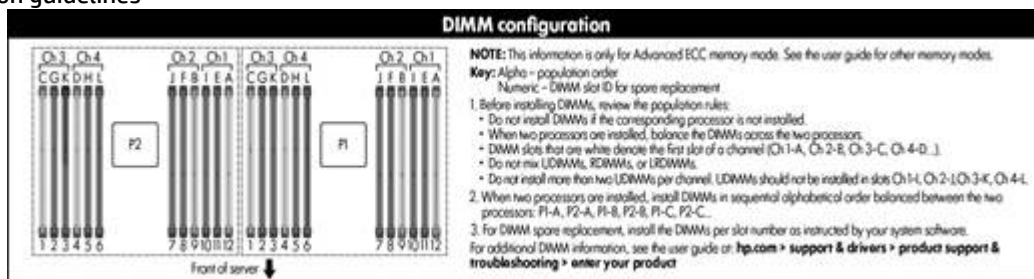 on guidelines
DIMM configuration
Ch 3 Ch 4 Ch 2 Ch 1 Ch 3 Ch 4 Ch 2 Ch 1
C G K D H L J F B I E A C G K D H L J F B I E A
P2 P1
1 2 3 4 5 6 7 8 9 10 11 12 1 2 3 4 5 6 7 8 9 10 11 12
Front of server
NOTE: This information is only for Advanced ECC memory mode. See the user guide for other memory modes.
Key: Alpha – population order
Numeric – DIMM slot ID for spare replacement
1. Before installing DIMMs, review the population rules:
• Do not install DIMMs if the corresponding processor is not installed.
• When two processors are installed, balance the DIMMs across the two processors.
• DIMM slots that are white denote the first slot of a channel (Ch 1-A, Ch 2-B, Ch 3-C, Ch 4-D...).
• Do not mix UDIMMs, RDIMMs, or LRDIMMs.
• Do not install more than two UDIMMs per channel. UDIMMs should not be installed in slots Ch 1-I, Ch 2-J, Ch 3-K, Ch 4-L.
2. When two processors are installed, install DIMMs in sequential alphabetical order balanced between the two
processors: P1-A, P2-A, P1-B, P2-B, P1-C, P2-C...
3. For DIMM spare replacement, install the DIMMs per slot number as instructed by your system software.
For additional DIMM information, see the user guide at: hp.com > support & drivers > product support &
troubleshooting > enter your product